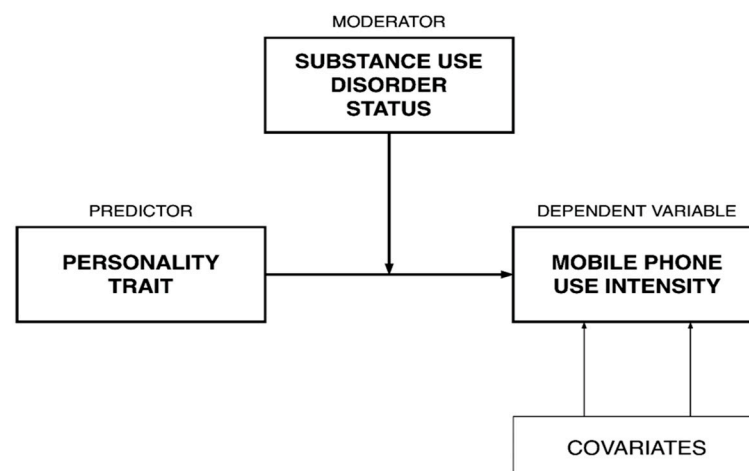 MODERATOR
SUBSTANCE USE
DISORDER
STATUS
PREDICTOR
PERSONALITY
TRAIT
DEPENDENT VARIABLE
MOBILE PHONE
USE INTENSITY
COVARIATES